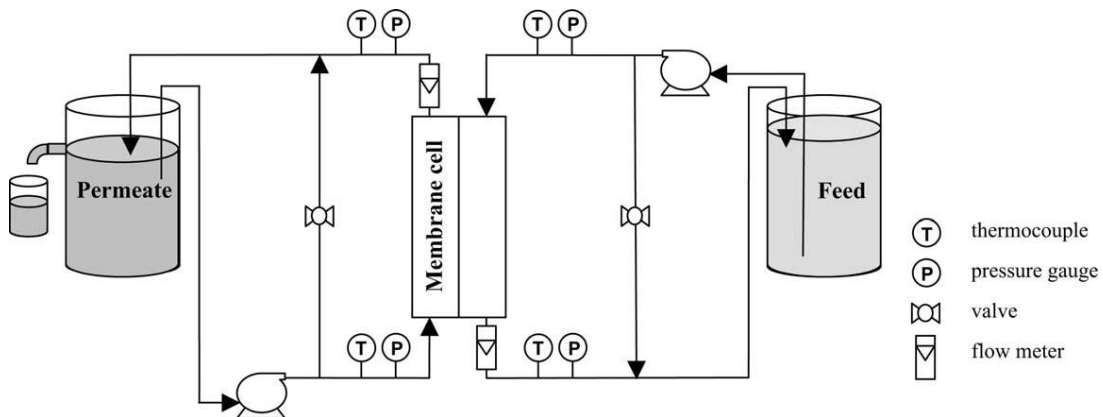 T P
T P
Permeate
Membrane cell
Feed
T thermocouple
P pressure gauge
valve
flow meter
T P
T P